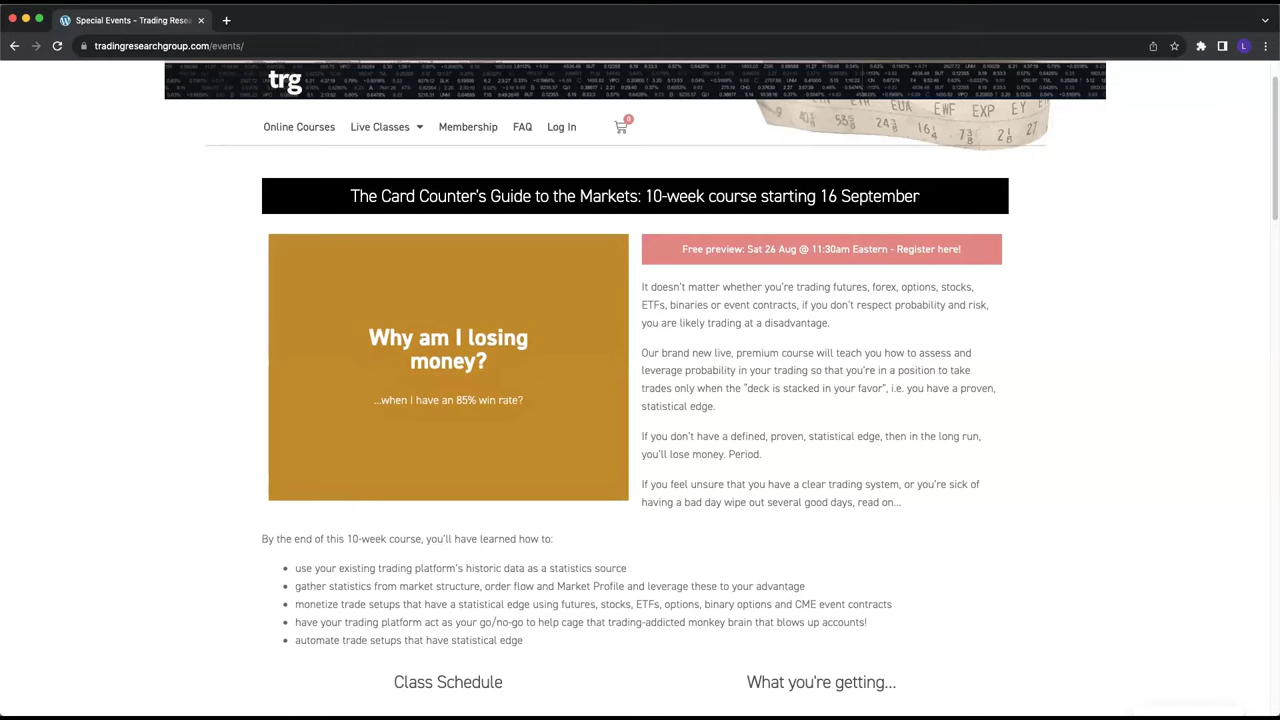 Special Events - Trading Rese
tradingresearchgroup.com/events/
L
trg
ETH EUA EWF EXP EY
Online Courses Live Classes Membership FAQ Log In 0
The Card Counter's Guide to the Markets: 10-week course starting 16 September
Why am I losing
money?
...when I have an 85% win rate?
Free preview: Sat 26 Aug @ 11:30am Eastern - Register here!
It doesn't matter whether you're trading futures, forex, options, stocks,
ETFs, binaries or event contracts, if you don't respect probability and risk,
you are likely trading at a disadvantage.
Our brand new live, premium course will teach you how to assess and
leverage probability in your trading so that you're in a position to take
trades only when the "deck is stacked in your favor", i.e. you have a proven,
statistical edge.
If you don't have a defined, proven, statistical edge, then in the long run,
you'll lose money. Period.
If you feel unsure that you have a clear trading system, or you're sick of
having a bad day wipe out several good days, read on...
By the end of this 10-week course, you'll have learned how to:
• use your existing trading platform's historic data as a statistics source
• gather statistics from market structure, order flow and Market Profile and leverage these to your advantage
• monetize trade setups that have a statistical edge using futures, stocks, ETFs, options, binary options and CME event contracts
• have your trading platform act as your go/no-go to help cage that trading-addicted monkey brain that blows up accounts!
• automate trade setups that have statistical edge
Class Schedule
What you're getting...